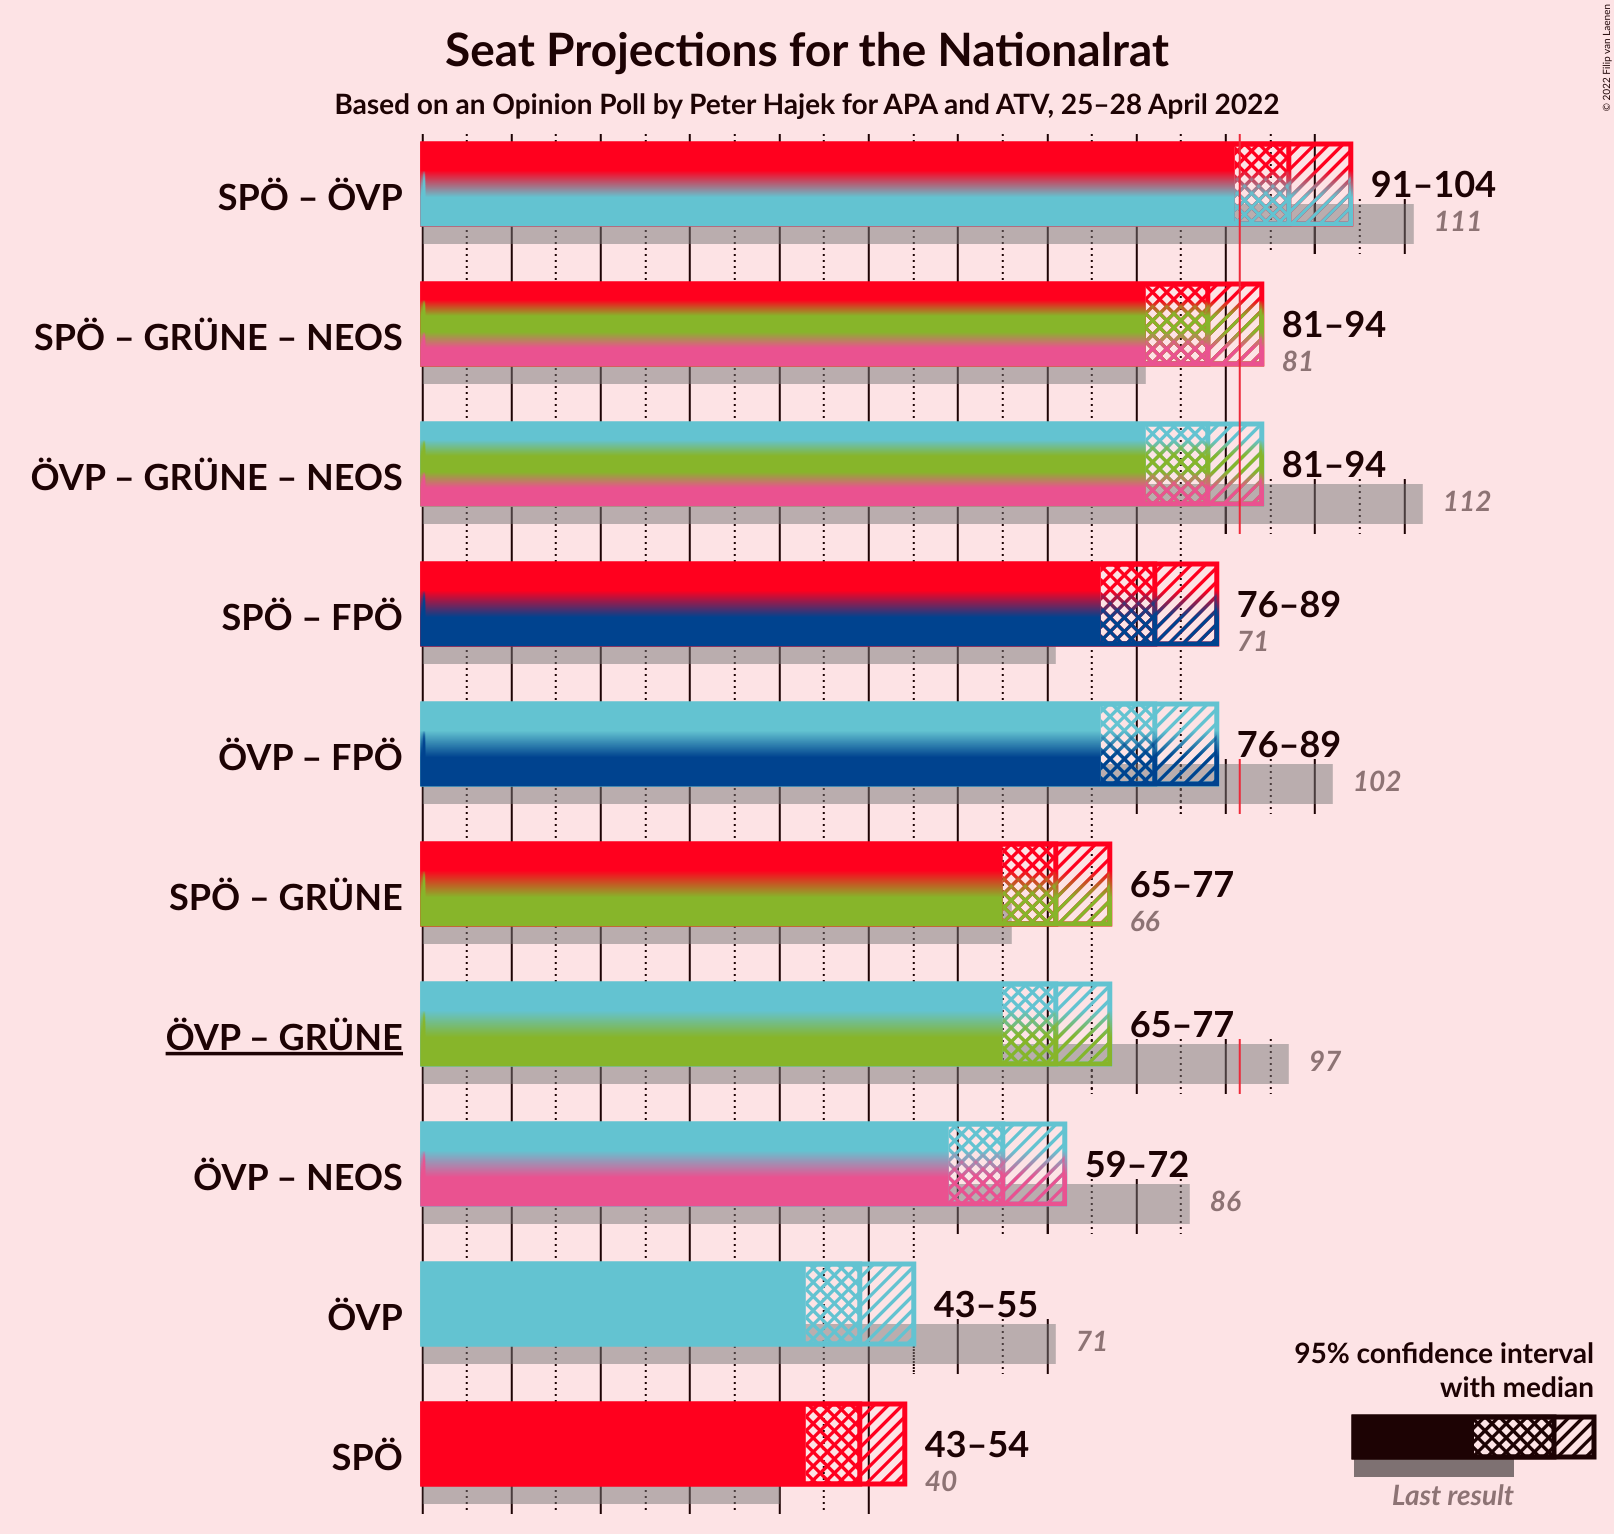 Seat Projections for the Nationalrat
Based on an Opinion Poll by Peter Hajek for APA and ATV, 25–28 April 2022
© 2022 Filip van Laenen
SPÖ – ÖVP
91–104
111
SPÖ – GRÜNE – NEOS
81–94
81
ÖVP – GRÜNE – NEOS
81–94
112
SPÖ – FPÖ
76–89
71
ÖVP – FPÖ
76–89
102
SPÖ – GRÜNE
65–77
66
ÖVP – GRÜNE
65–77
97
ÖVP – NEOS
59–72
86
ÖVP
43–55
71
SPÖ
43–54
40
95% confidence interval
with median
Last result